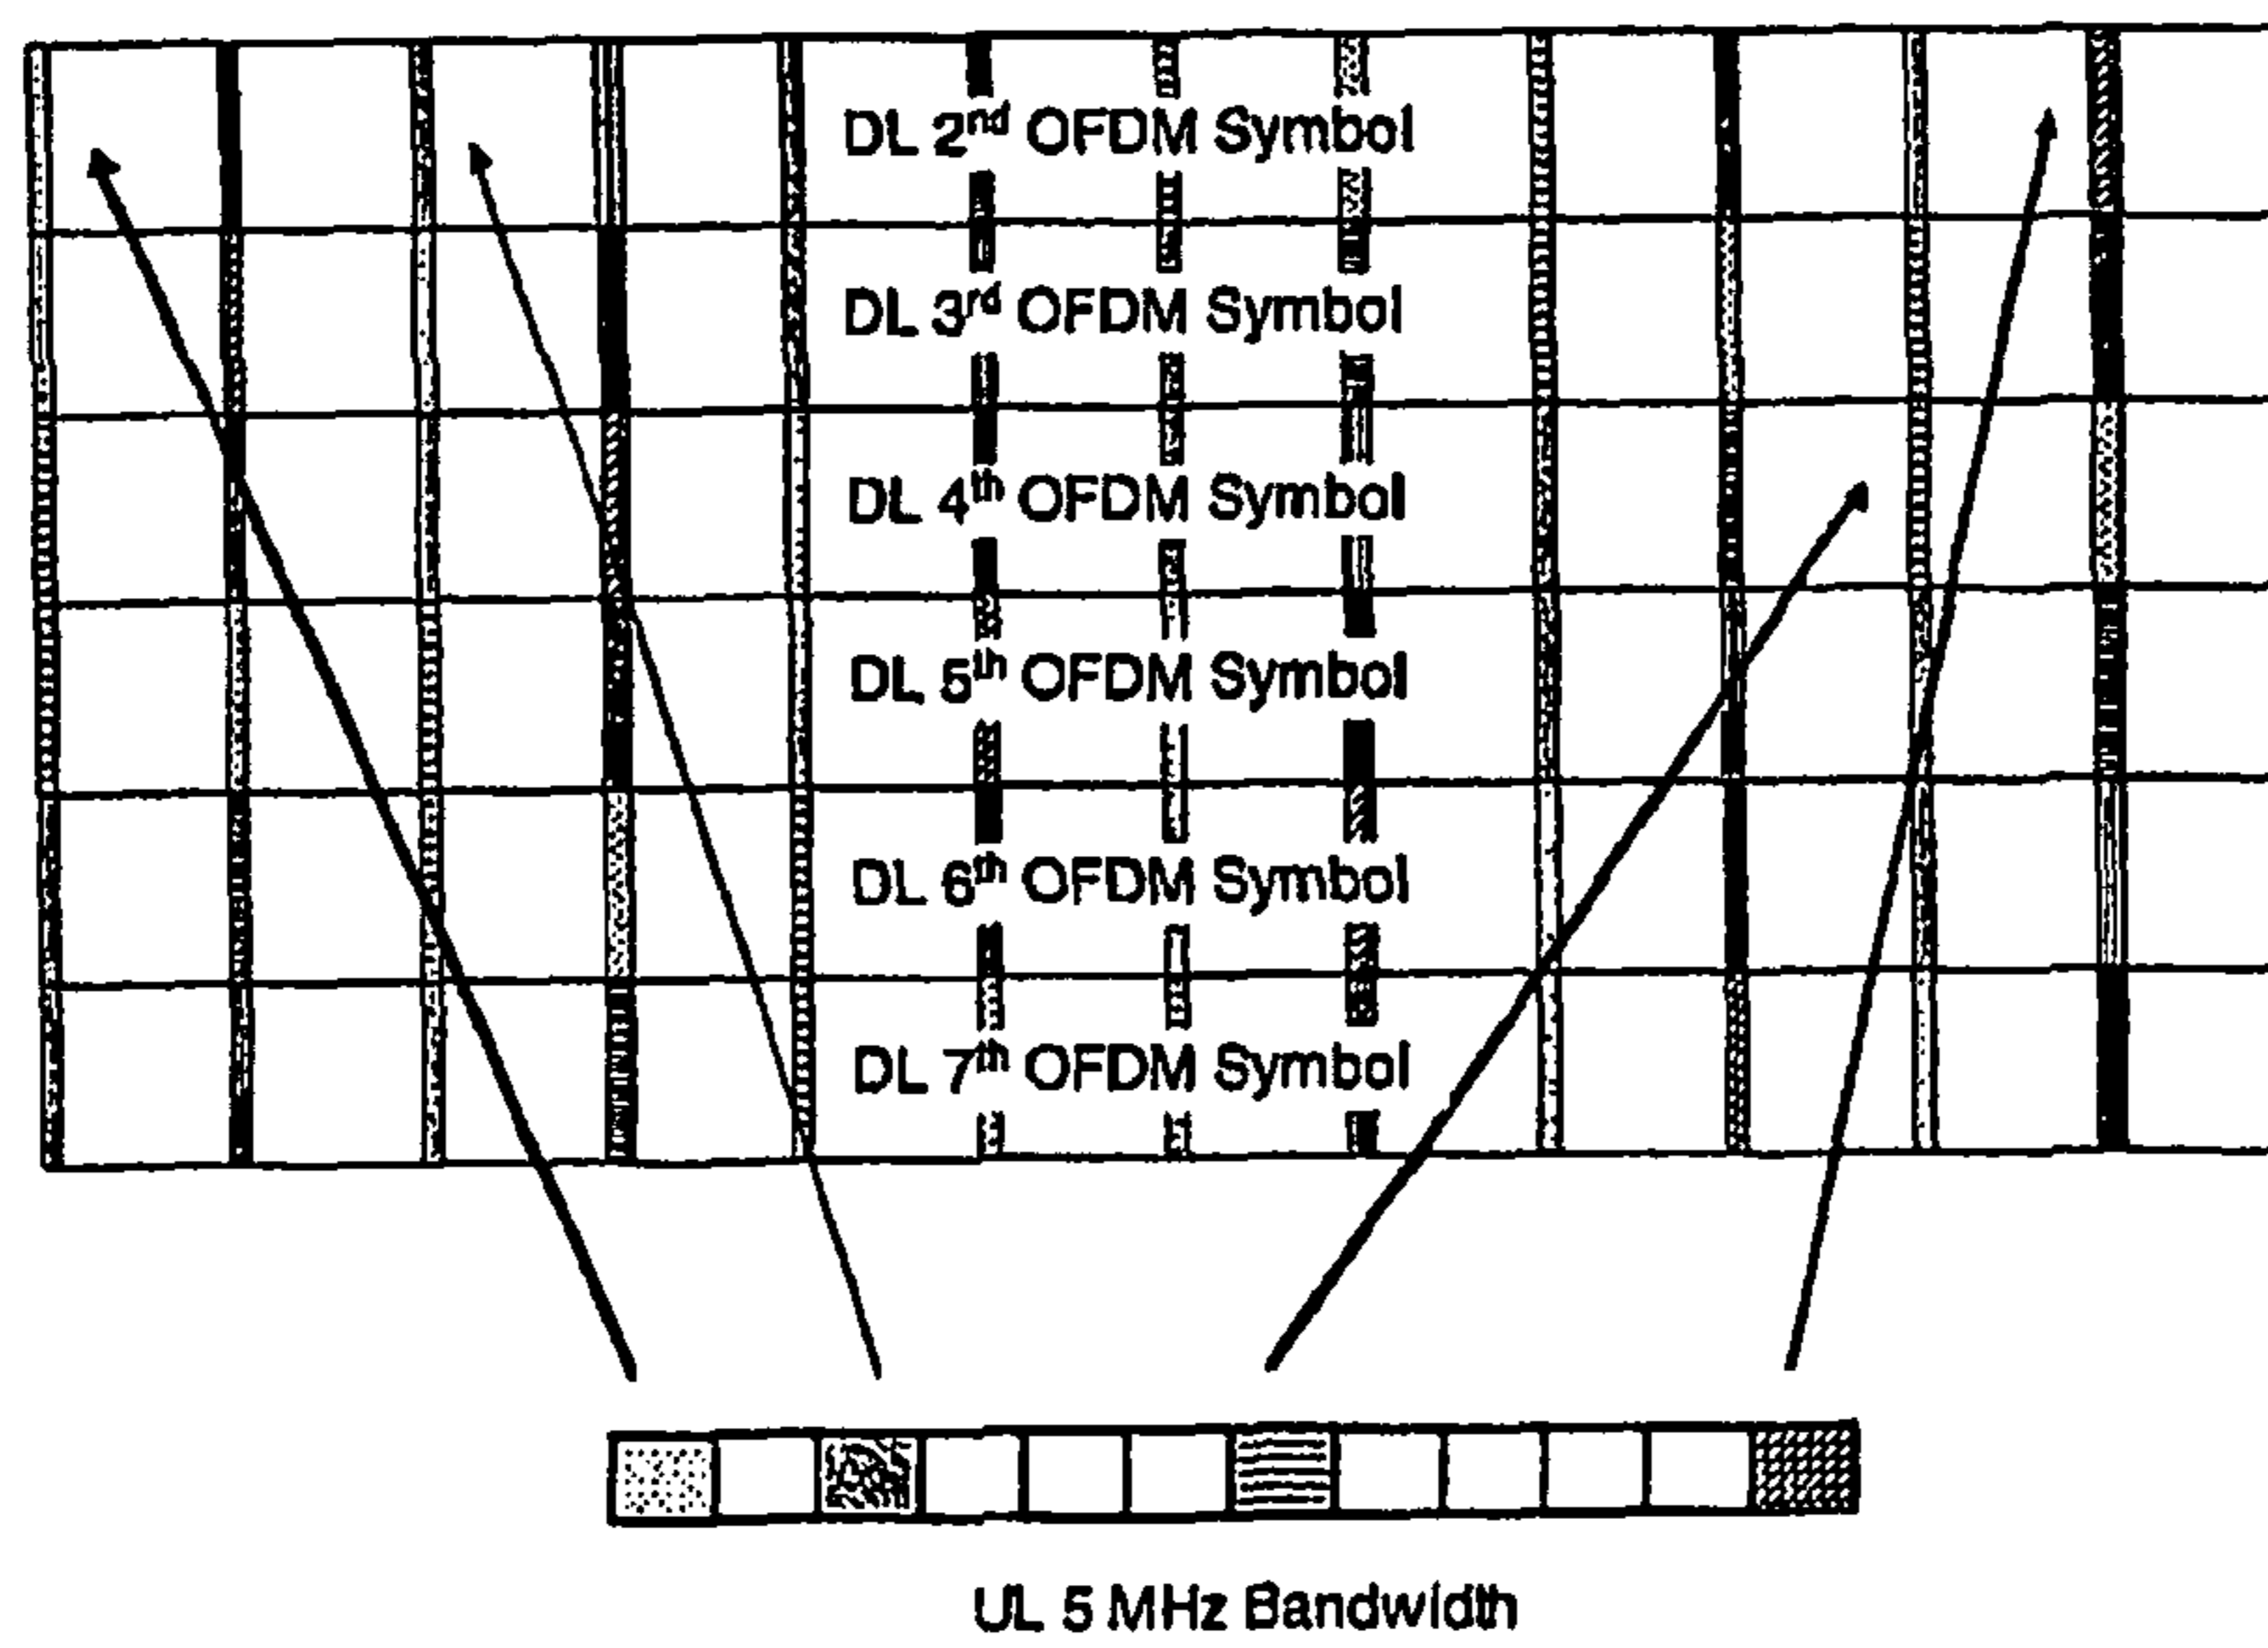 DL 2nd OFDM Symbol
DL 3rd OFDM Symbol
DL 4th OFDM Symbol
DL 5th OFDM Symbol
DL 6th OFDM Symbol
DL 7th OFDM Symbol
UL 5 MHz Bandwidth